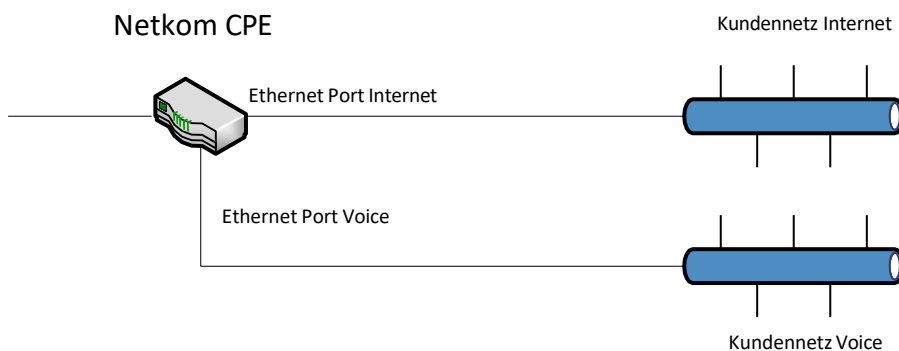 Netkom CPE
Kundennetz Internet
Ethernet Port Internet
Ethernet Port Voice
Kundennetz Voice